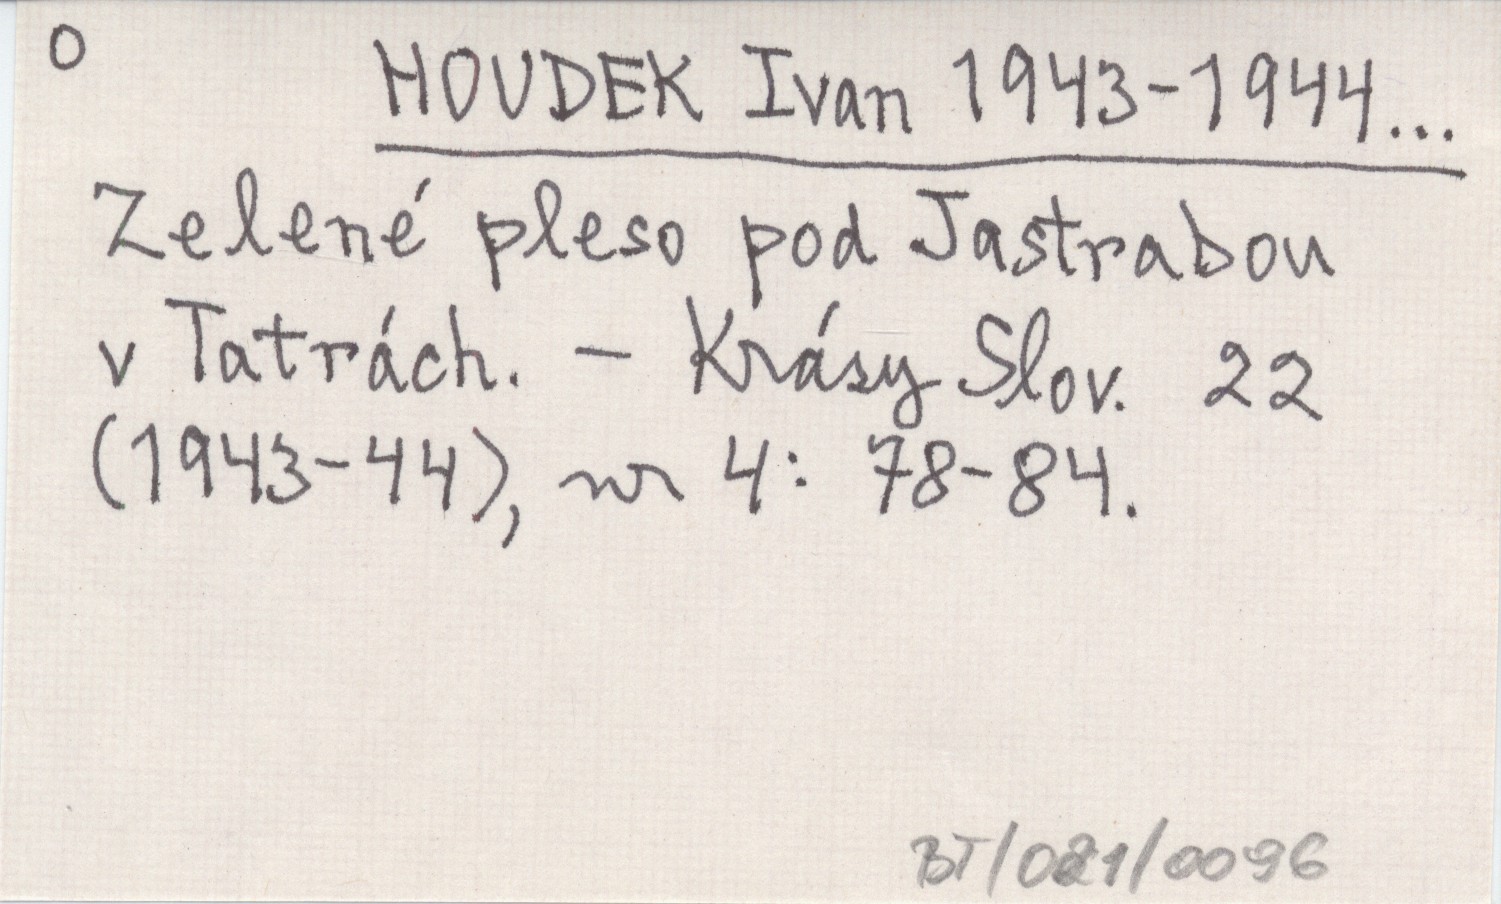 O
HOUDEK Ivan 1943-1944...
Zelené pleso pod Jastrabou
v Tatrách. - Krásy Slov. 22
(1943-44), nr 4: 78-84.
BT/021/0096